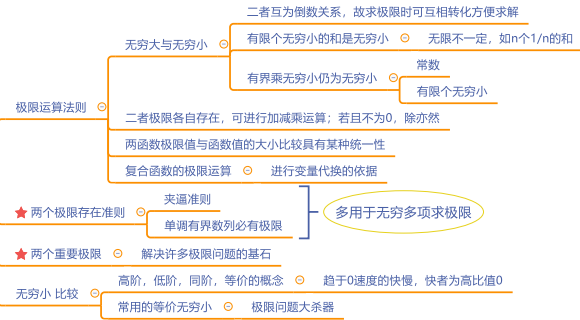 二者互为倒数关系，故求极限时可互相转化方便求解
无穷大与无穷小
有限个无穷小的和是无穷小
无限不一定，如n个1/n的和
有界乘无穷小仍为无穷小
常数
有限个无穷小
极限运算法则
二者极限各自存在，可进行加减乘运算；若且不为0，除亦然
两函数极限值与函数值的大小比较具有某种统一性
复合函数的极限运算
进行变量代换的依据
两个极限存在准则
夹逼准则
单调有界数列必有极限
多用于无穷多项求极限
两个重要极限
解决许多极限问题的基石
无穷小 比较
高阶，低阶，同阶，等价的概念
趋于0速度的快慢，快者为高比值0
常用的等价无穷小
极限问题大杀器